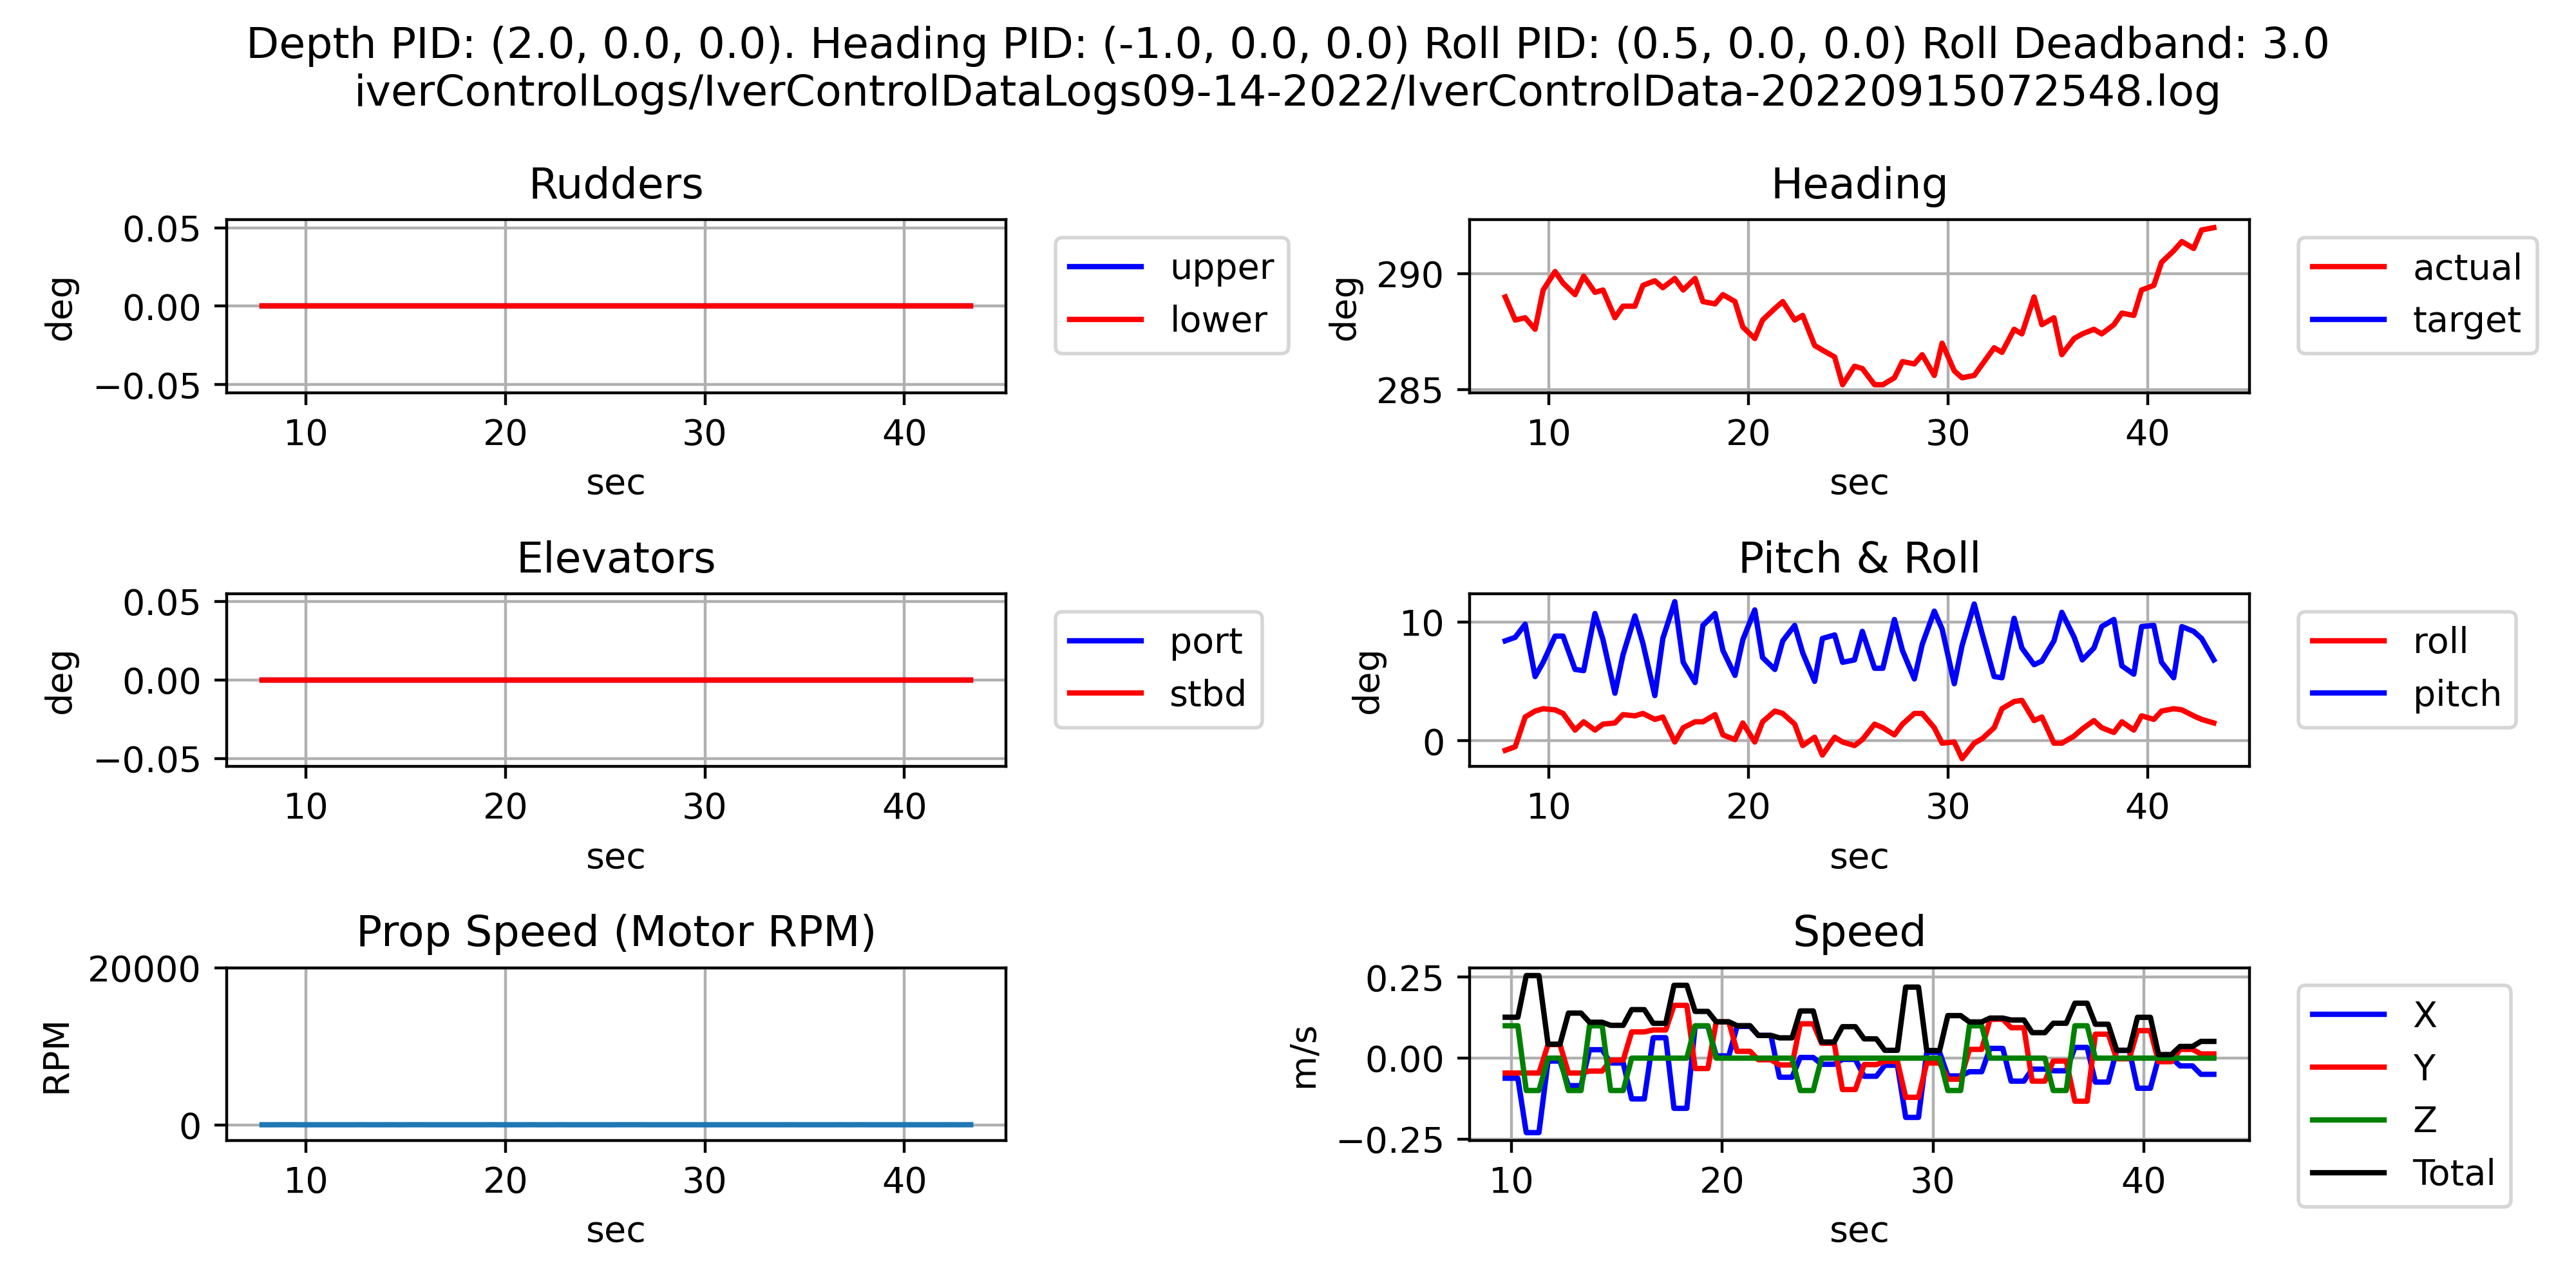 Depth PID: (2.0, 0.0, 0.0). Heading PID: (-1.0, 0.0, 0.0) Roll PID: (0.5, 0.0, 0.0) Roll Deadband: 3.0
iverControlLogs/IverControlDataLogs09-14-2022/IverControlData-20220915072548.log
Rudders
0.05
0.00
−0.05
deg
10 20 30 40
sec
upper
lower
Heading
290
285
deg
10 20 30 40
sec
actual
target
Elevators
0.05
0.00
−0.05
deg
10 20 30 40
sec
port
stbd
Pitch & Roll
10
0
deg
10 20 30 40
sec
roll
pitch
Prop Speed (Motor RPM)
20000
0
RPM
10 20 30 40
sec
Speed
0.25
0.00
−0.25
m/s
10 20 30 40
sec
X
Y
Z
Total